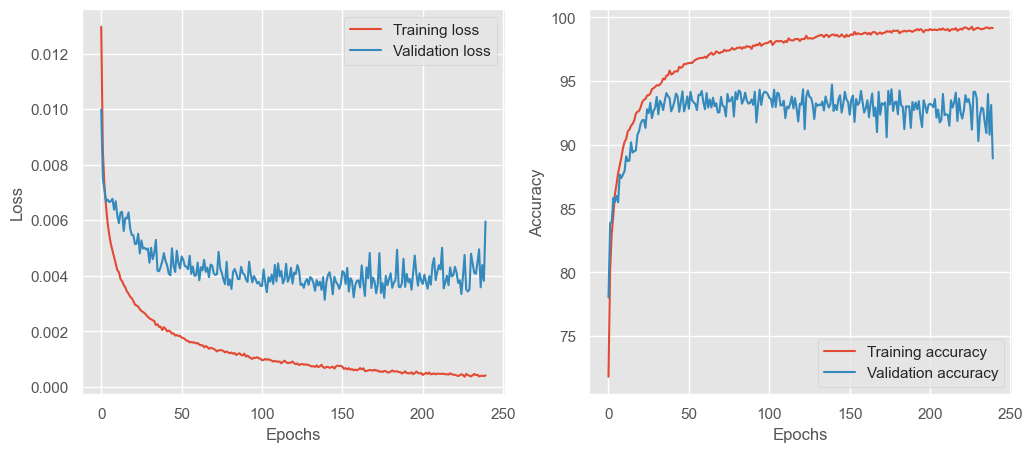 Training loss
Validation loss
0.012
0.010
0.008
0.006
0.004
0.002
0.000
Loss
0 50 100 150 200 250
Epochs
100
95
90
85
80
75
Accuracy
Training accuracy
Validation accuracy
0 50 100 150 200 250
Epochs